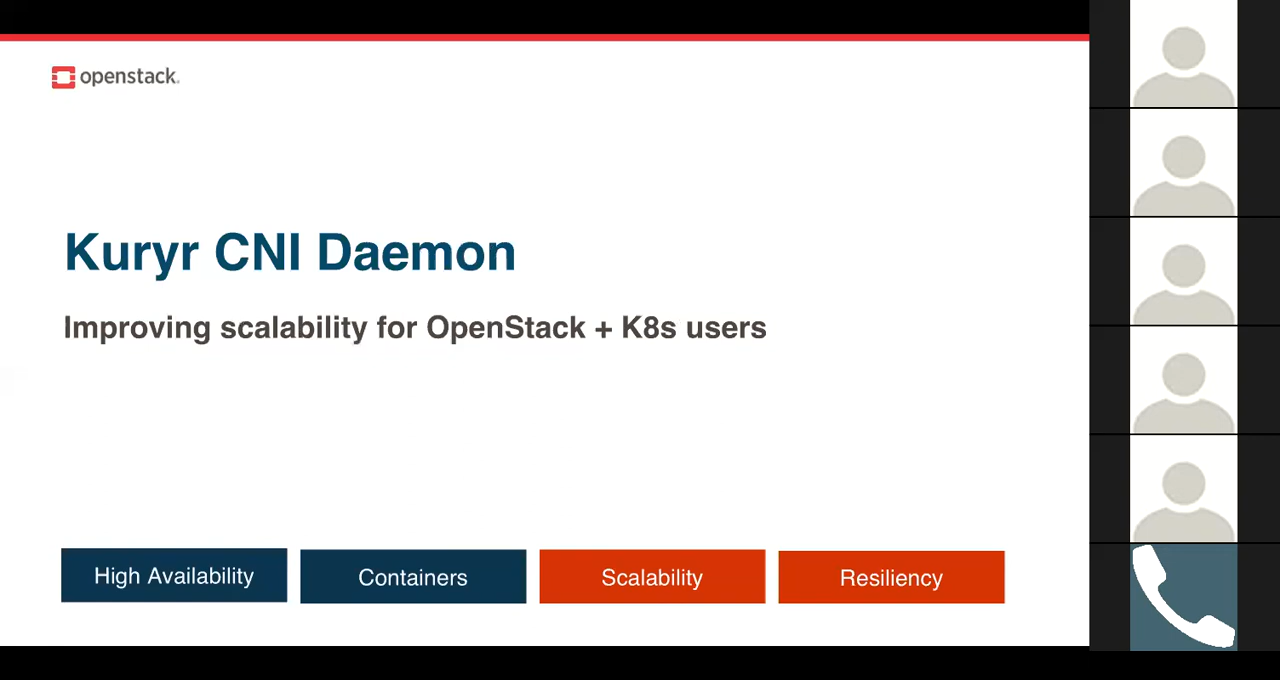 openstack.
Kuryr CNI Daemon
Improving scalability for OpenStack + K8s users
High Availability
Containers
Scalability
Resiliency